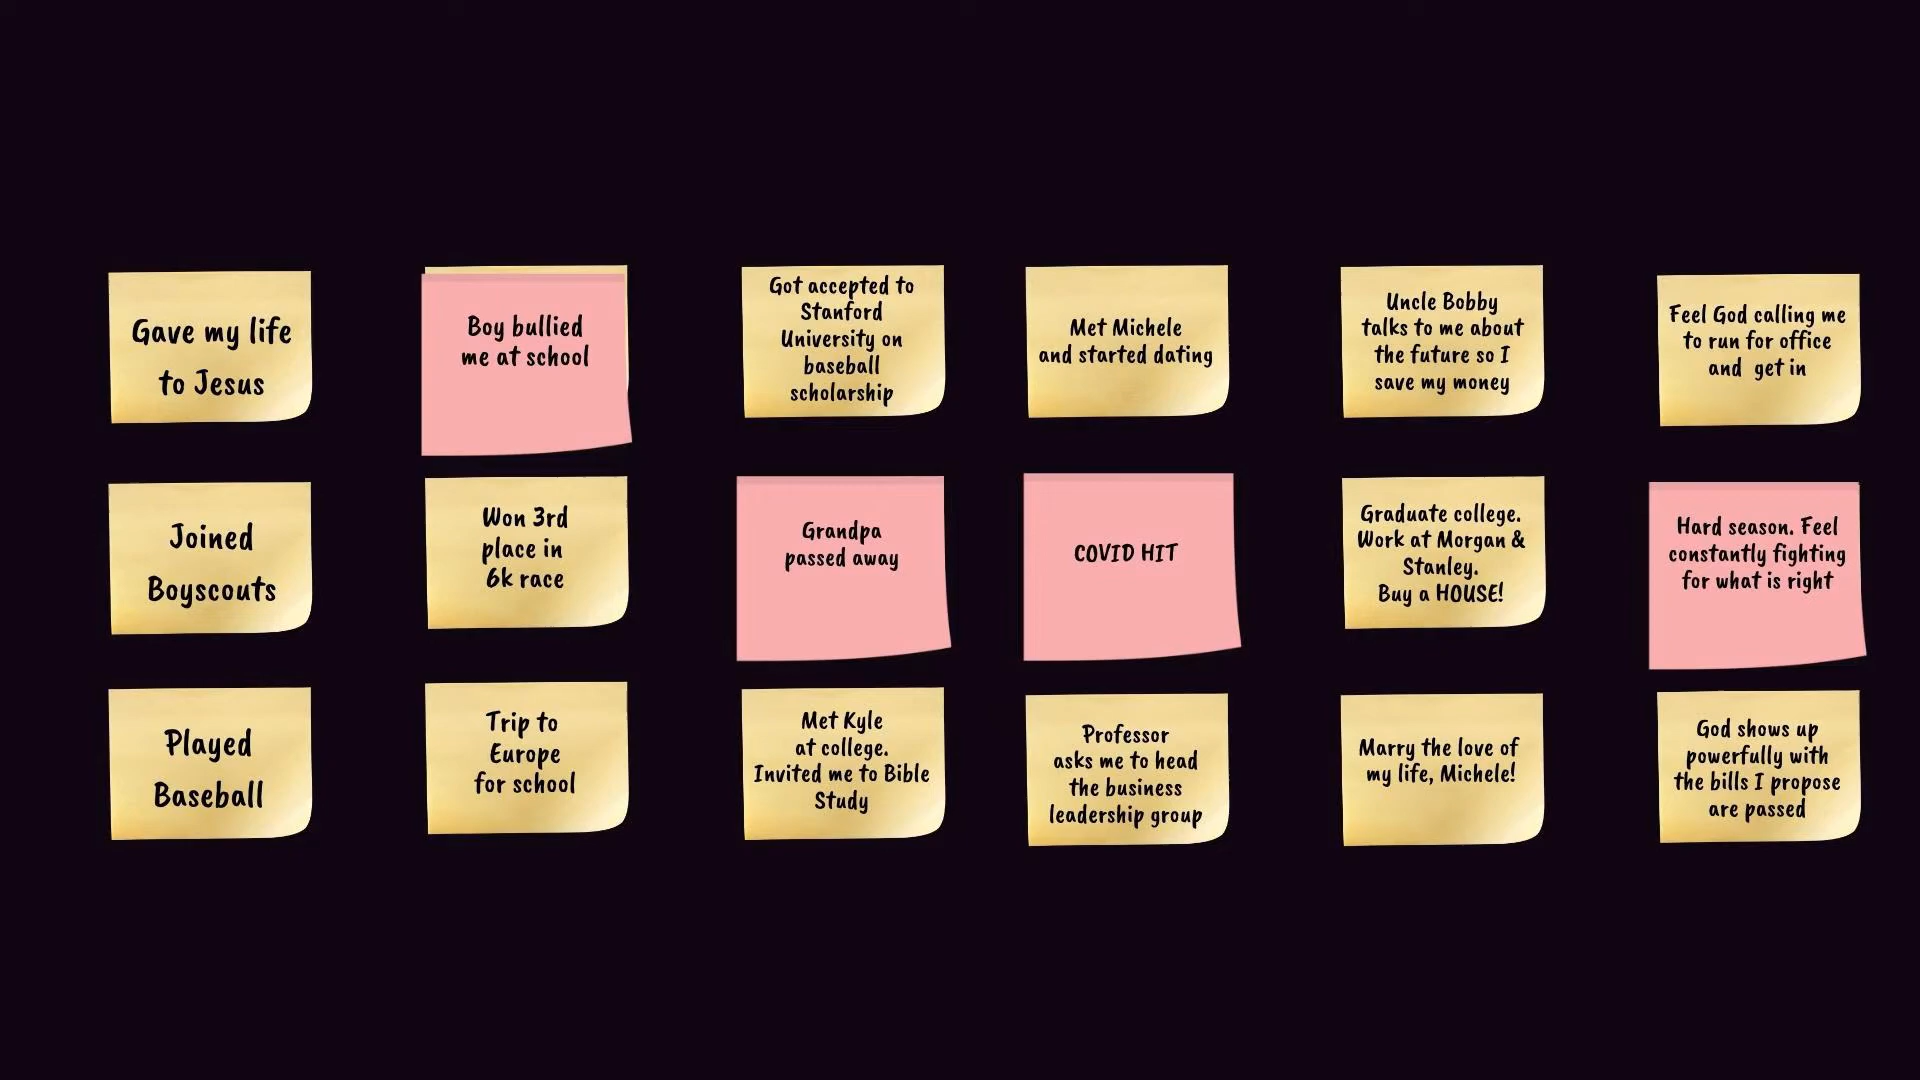 Gave my life
to Jesus
Joined
Boyscouts
Played
Baseball
Boy bullied
me at school
Won 3rd
place in
6k race
Trip to
Europe
for school
Got accepted to
Stanford
University on
baseball
scholarship
Grandpa
passed away
Met Kyle
at college.
Invited me to Bible
Study
Met Michele
and started dating
COVID HIT
Professor
asks me to head
the business
leadership group
Uncle Bobby
talks to me about
the future so I
save my money
Graduate college.
Work at Morgan &
Stanley.
Buy a HOUSE!
Marry the love of
my life, Michele!
Feel God calling me
to run for office
and get in
Hard season. Feel
constantly fighting
for what is right
God shows up
powerfully with
the bills I propose
are passed